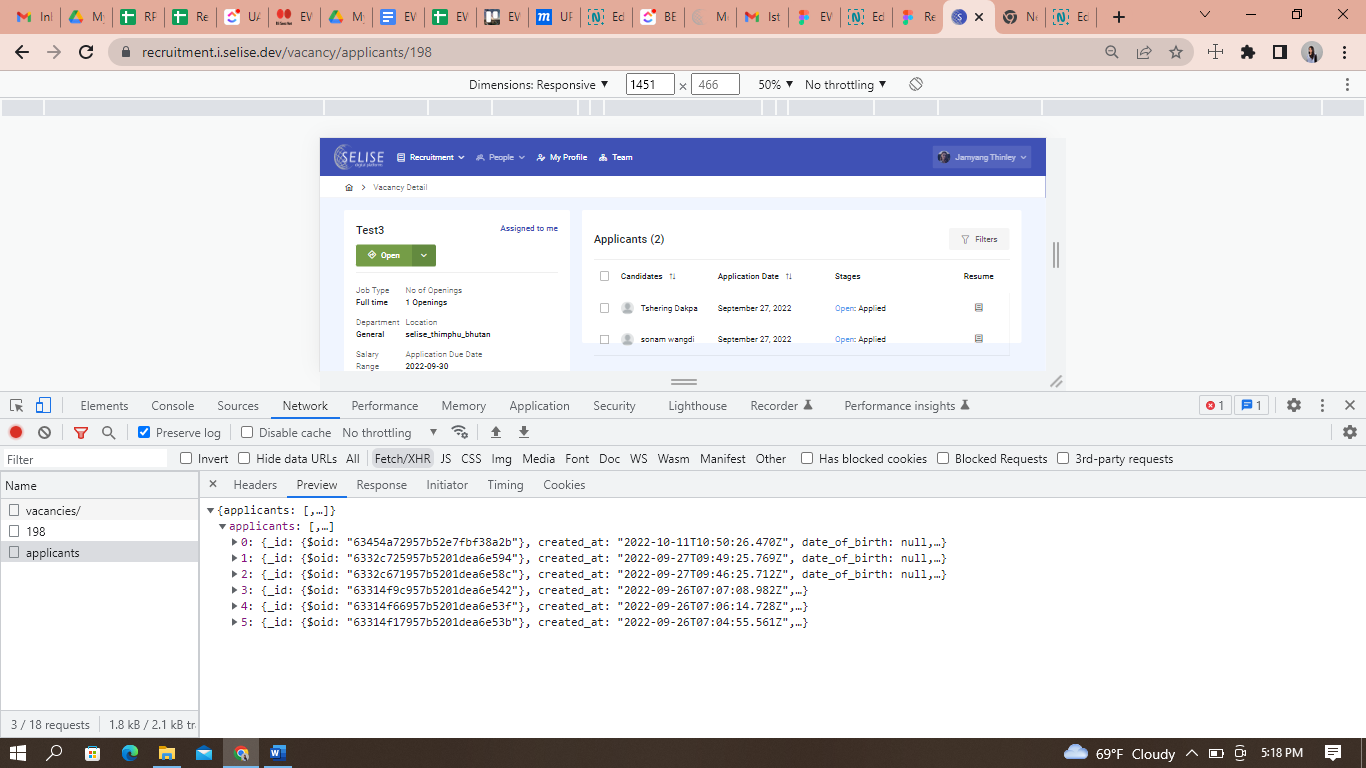 InI My RF Re UA EV My EV EV EV UF Ed BE Mu Ist EV Ed Re Ne Ed
recruitment.i.selise.dev/vacancy/applicants/198
Dimensions: Responsive 1451 × 466 50% No throttling
SELISE Recruitment People My Profile Team Jamyang Thinley
Vacancy Detail
Test3 Assigned to me
Open
Job Type No of Openings
Full time 1 Openings
Department Location
General selise_thimphu_bhutan
Salary Application Due Date
Range 2022-09-30
Applicants (2) Filters
Candidates Application Date Stages Resume
Tshering Dakpa September 27, 2022 Open: Applied
sonam wangdi September 27, 2022 Open: Applied
Elements Console Sources Network Performance Memory Application Security Lighthouse Recorder Performance insights 1 1
Preserve log Disable cache No throttling
Filter Invert Hide data URLs All Fetch/XHR JS CSS Img Media Font Doc WS Wasm Manifest Other Has blocked cookies Blocked Requests 3rd-party requests
Name
vacancies/
198
applicants
3 / 18 requests 1.8 kB / 2.1 kB tr
Headers Preview Response Initiator Timing Cookies
{applicants: [,…]}
applicants: [,…]
0: {_id: {$oid: "63454a72957b52e7fbf38a2b"}, created_at: "2022-10-11T10:50:26.470Z", date_of_birth: null,…}
1: {_id: {$oid: "6332c725957b5201dea6e594"}, created_at: "2022-09-27T09:49:25.769Z", date_of_birth: null,…}
2: {_id: {$oid: "6332c671957b5201dea6e58c"}, created_at: "2022-09-27T09:46:25.712Z", date_of_birth: null,…}
3: {_id: {$oid: "63314f9c957b5201dea6e542"}, created_at: "2022-09-26T07:07:08.982Z",…}
4: {_id: {$oid: "63314f66957b5201dea6e53f"}, created_at: "2022-09-26T07:06:14.728Z",…}
5: {_id: {$oid: "63314f17957b5201dea6e53b"}, created_at: "2022-09-26T07:04:55.561Z",…}
69°F Cloudy 5:18 PM